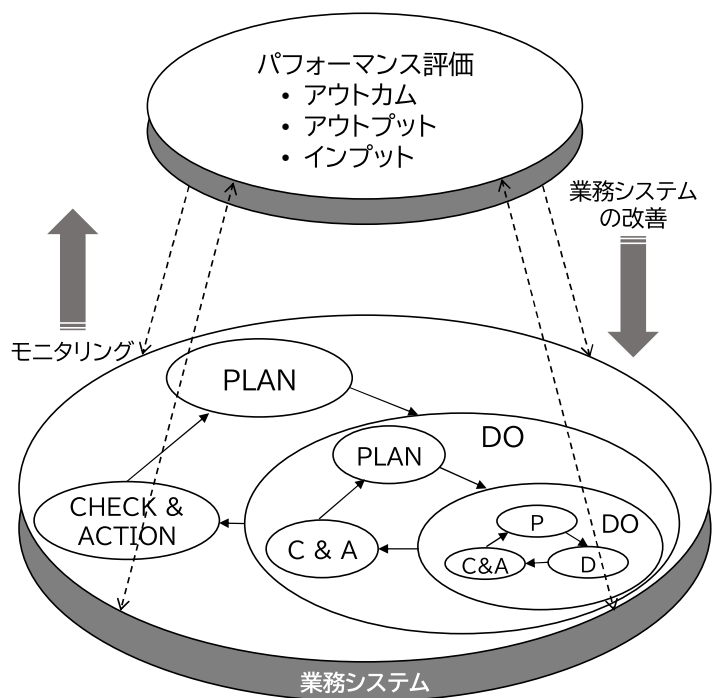 パフォーマンス評価
• アウトカム
• アウトプット
• インプット
業務システム
の改善
モニタリング
PLAN
DO
PLAN
CHECK &
ACTION
C & A
P
DO
C&A
D
業務システム